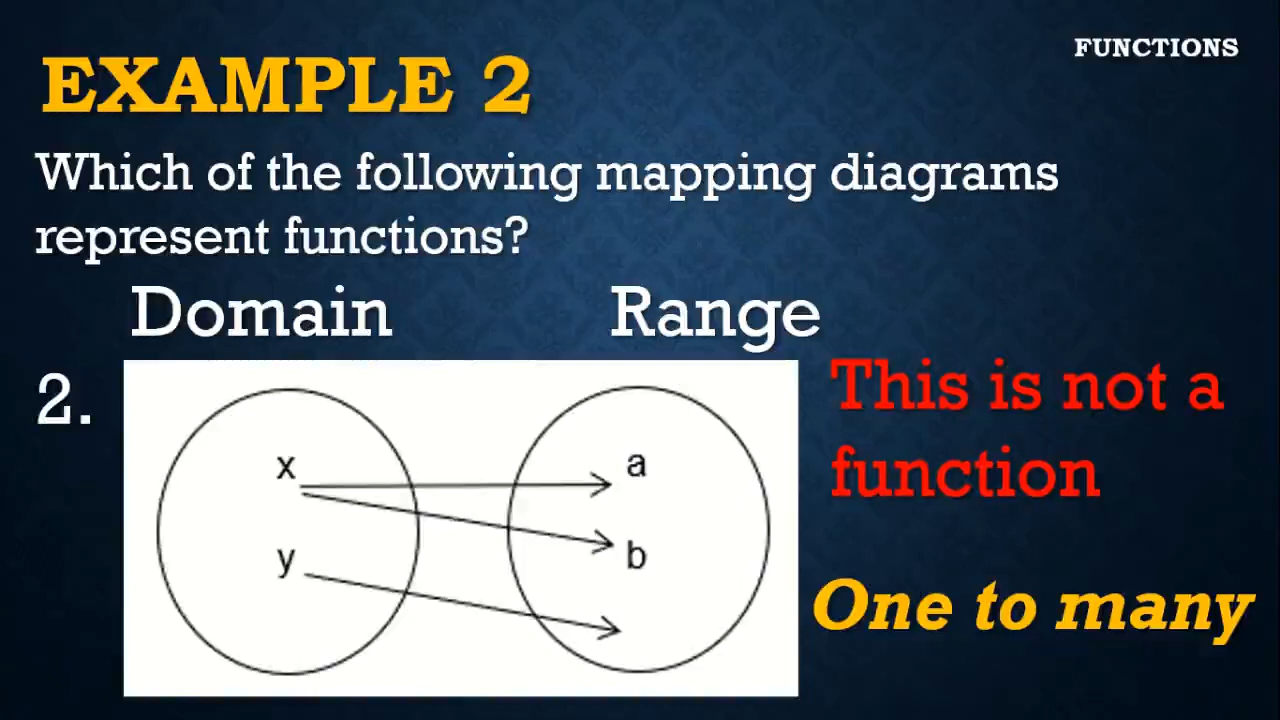 FUNCTIONS
EXAMPLE 2
Which of the following mapping diagrams
represent functions?
Domain Range
2.
x
a
y
b
This is not a
function
One to many